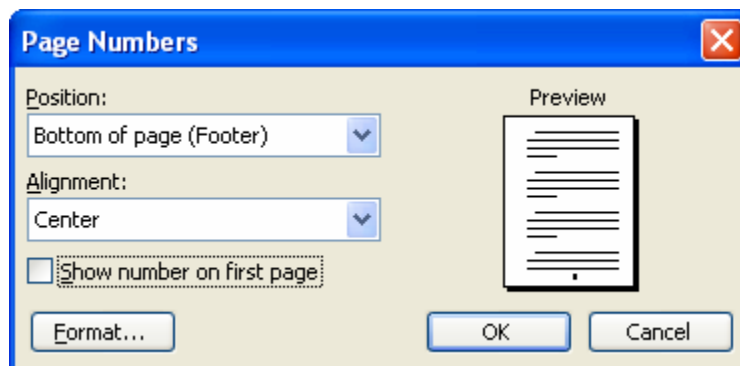 Page Numbers
Position:
Preview
Bottom of page (Footer)
Alignment:
Center
Show number on first page
Format...
OK
Cancel